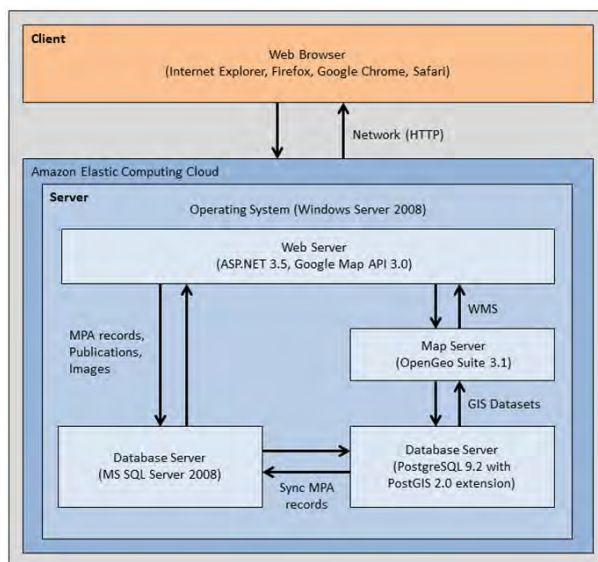 Client
Web Browser
(Internet Explorer, Firefox, Google Chrome, Safari)
Network (HTTP)
Amazon Elastic Computing Cloud
Server
Operating System (Windows Server 2008)
Web Server
(ASP.NET 3.5, Google Map API 3.0)
MPA records,
Publications,
Images
WMS
Map Server
(OpenGeo Suite 3.1)
GIS Datasets
Database Server
(MS SQL Server 2008)
Sync MPA
records
Database Server
(PostgreSQL 9.2 with
PostGIS 2.0 extension)